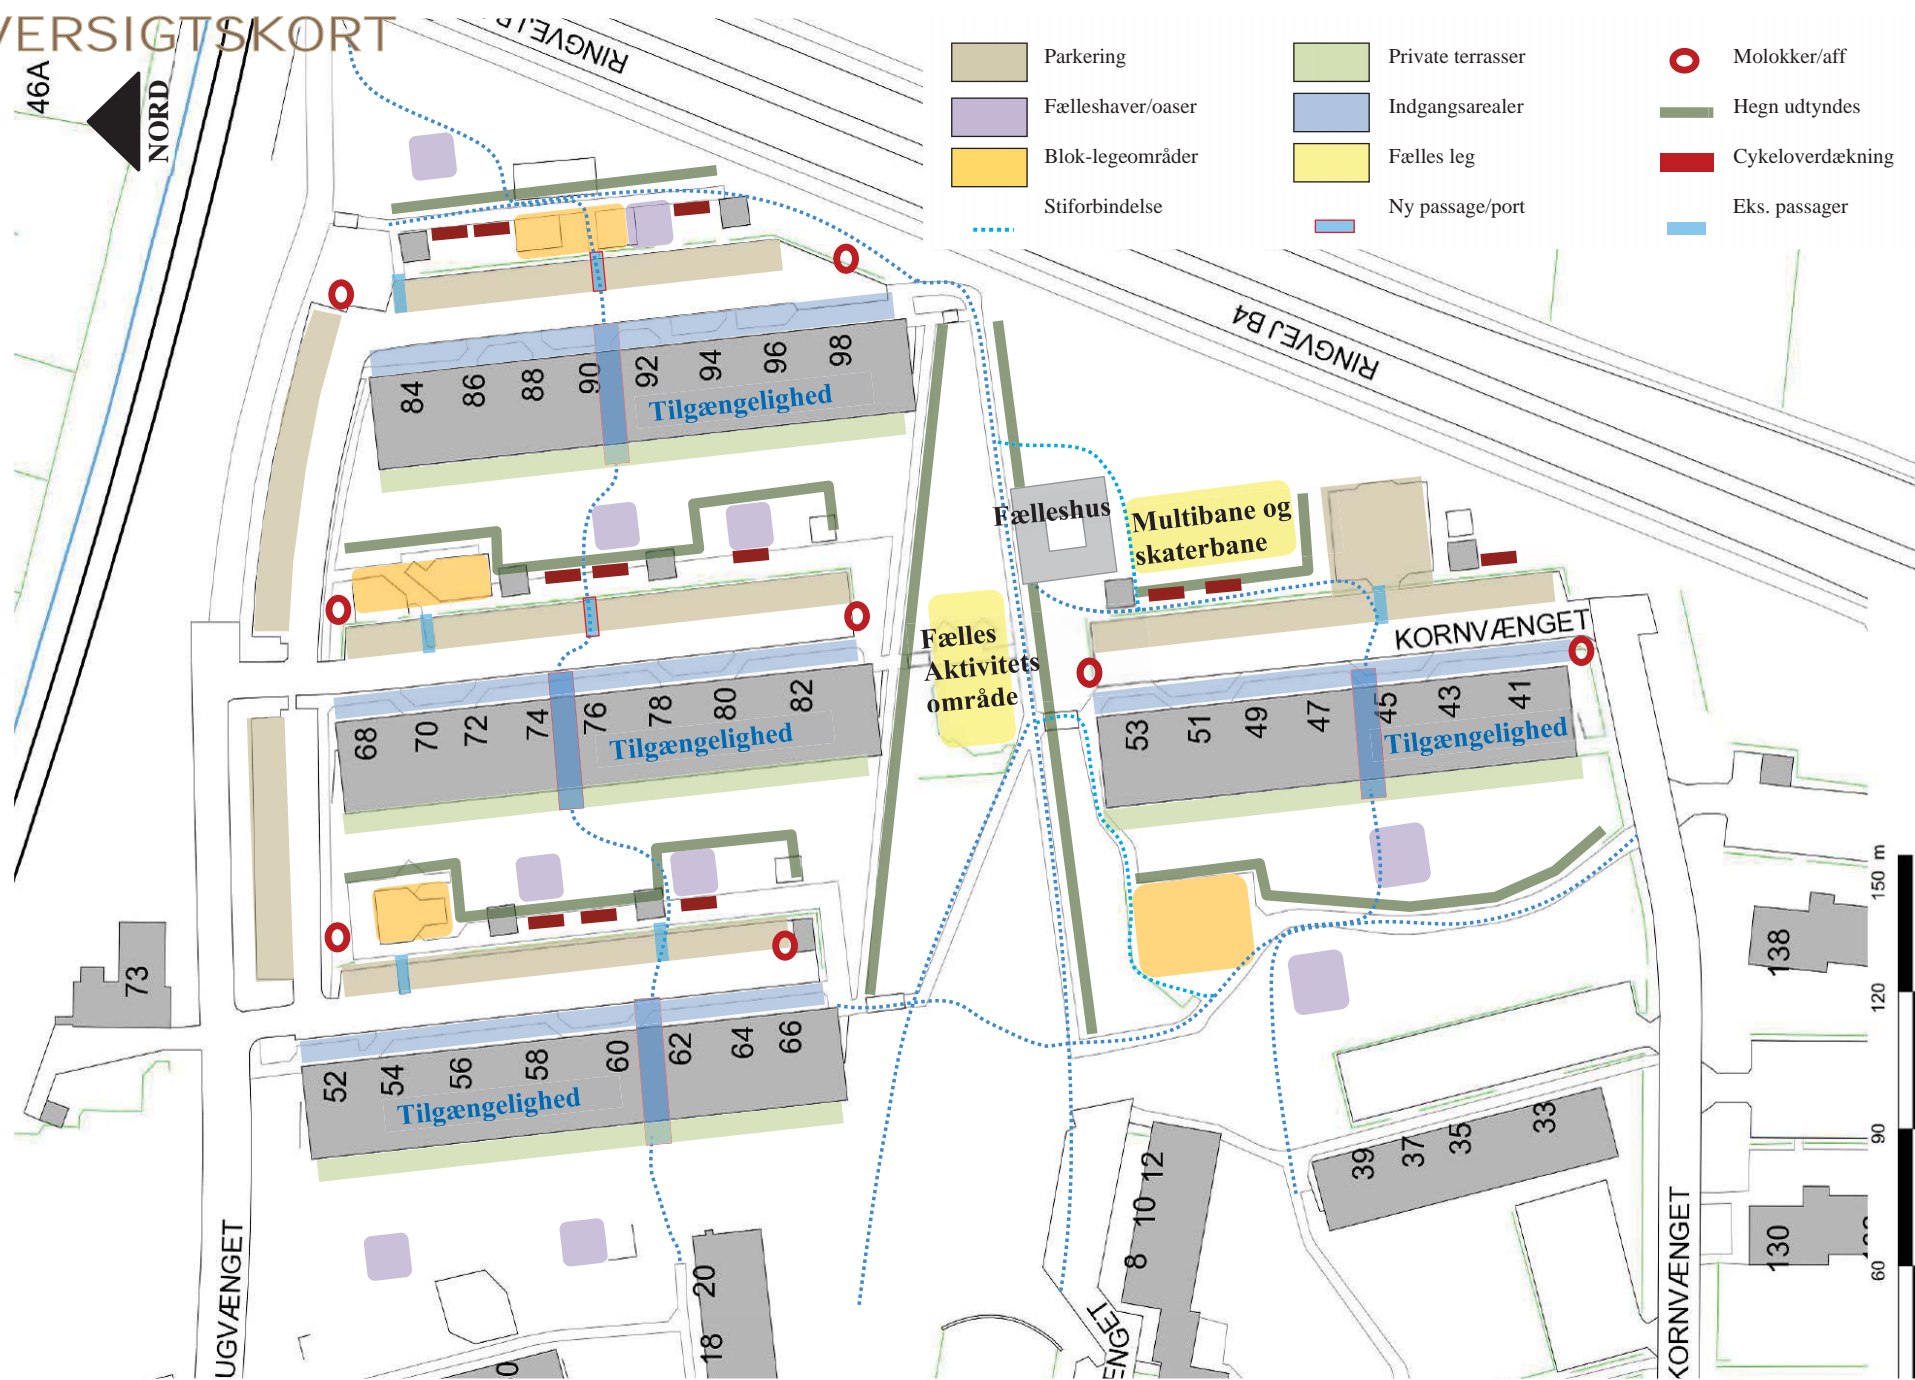 VERSIGTSKORT
46A
NORD
RINGVEJ B
Parkering
Fælleshaver/oaser
Blok-legeområder
Stiforbindelse
Private terrasser
Indgangsarealer
Fælles leg
Ny passage/port
Molokker/aff
Hegn udtyndes
Cykeloverdækning
Eks. passager
RINGVEJ B4
84
86
88
90
92
94
96
98
Tilgængelighed
Fælleshus
Multibane og
skaterbane
KORNVÆNGET
Fælles
Aktivitets
område
68
70
72
74
76
78
80
82
Tilgængelighed
53
51
49
47
45
43
41
Tilgængelighed
52
54
56
58
60
62
64
66
Tilgængelighed
73
138
130
150 m
120
90
60
39
37
35
33
12
10
8
20
18
UGVÆNGET
ENGET
ÆNGET
KORNVÆNGET